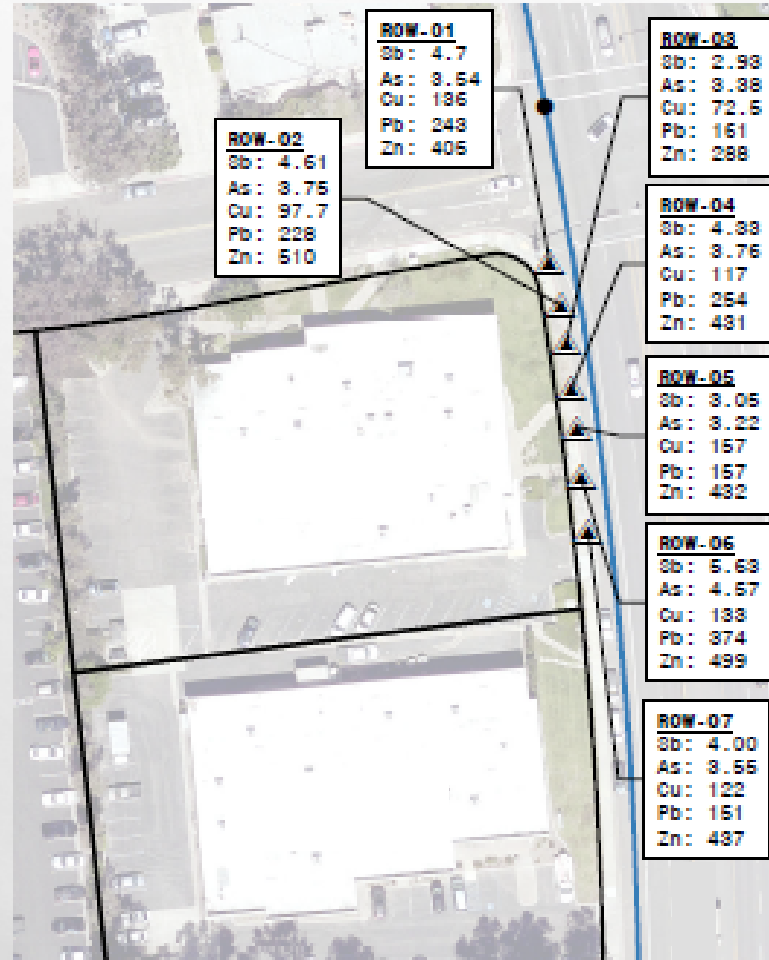 ROW-01
Sb: 4.7
As: 3.54
Cu: 136
Pb: 243
Zn: 405
ROW-02
Sb: 4.61
As: 3.75
Cu: 97.7
Pb: 228
Zn: 510
ROW-03
Sb: 2.93
As: 3.38
Cu: 72.5
Pb: 161
Zn: 288
ROW-04
Sb: 4.33
As: 3.76
Cu: 117
Pb: 254
Zn: 431
ROW-05
Sb: 3.05
As: 3.22
Cu: 157
Pb: 157
Zn: 432
ROW-06
Sb: 5.63
As: 4.57
Cu: 133
Pb: 374
Zn: 499
ROW-07
Sb: 4.00
As: 3.55
Cu: 122
Pb: 151
Zn: 437